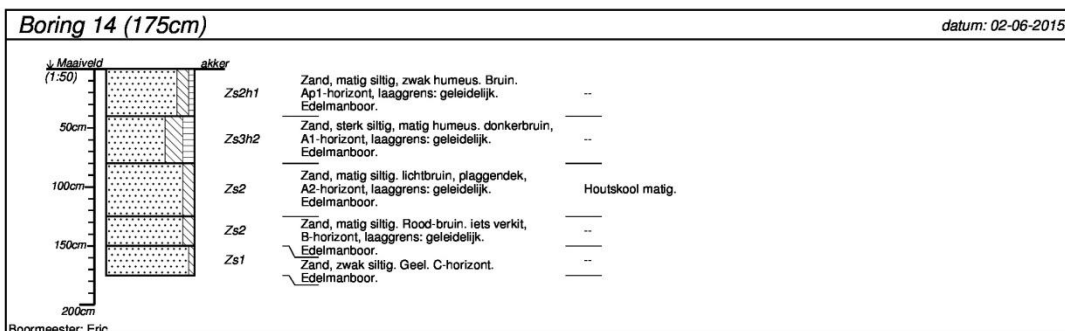 Boring 14 (175cm) datum: 02-06-2015
↓ Maaiveld akker
(1:50)
Zs2h1 Zand, matig siltig, zwak humeus. Bruin.
Ap1-horizont, laaggrens: geleidelijk. --
Edelmanboor.
50cm
Zs3h2 Zand, sterk siltig, matig humeus. donkerbruin,
A1-horizont, laaggrens: geleidelijk. --
Edelmanboor.
100cm
Zs2 Zand, matig siltig. lichtbruin, plaggendek,
A2-horizont, laaggrens: geleidelijk. Houtskool matig.
Edelmanboor.
Zs2 Zand, matig siltig. Rood-bruin. iets verkit,
B-horizont, laaggrens: geleidelijk. --
Edelmanboor.
150cm
Zs1 Zand, zwak siltig. Geel. C-horizont. --
Edelmanboor.
200cm
Boormeester: Eric